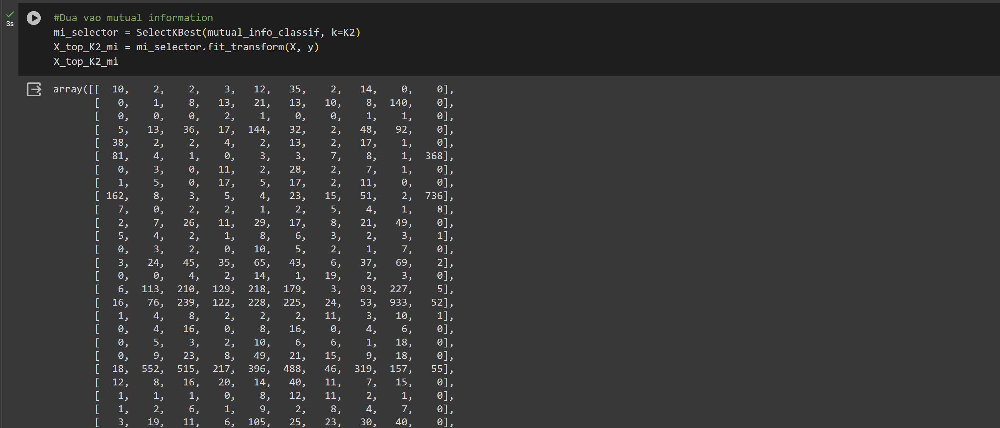 3s
#Dua vao mutual information
mi_selector = SelectKBest(mutual_info_classif, k=K2)
X_top_K2_mi = mi_selector.fit_transform(X, y)
X_top_K2_mi
array([[ 10, 2, 2, 3, 12, 35, 2, 14, 0, 0],
[ 0, 1, 8, 13, 21, 13, 10, 8, 140, 0],
[ 0, 0, 0, 2, 1, 0, 0, 1, 1, 0],
[ 5, 13, 36, 17, 144, 32, 2, 48, 92, 0],
[ 38, 2, 2, 4, 2, 13, 2, 17, 1, 0],
[ 81, 4, 1, 0, 3, 3, 7, 8, 1, 368],
[ 0, 3, 0, 11, 2, 28, 2, 7, 1, 0],
[ 1, 5, 0, 17, 5, 17, 2, 11, 0, 0],
[ 162, 8, 3, 5, 4, 23, 15, 51, 2, 736],
[ 7, 0, 2, 2, 1, 2, 5, 4, 1, 8],
[ 2, 7, 26, 11, 29, 17, 8, 21, 49, 0],
[ 5, 4, 2, 1, 8, 6, 3, 2, 3, 1],
[ 0, 3, 2, 0, 10, 5, 2, 1, 7, 0],
[ 3, 24, 45, 35, 65, 43, 6, 37, 69, 2],
[ 0, 0, 4, 2, 14, 1, 19, 2, 3, 0],
[ 6, 113, 210, 129, 218, 179, 3, 93, 227, 5],
[ 16, 76, 239, 122, 228, 225, 24, 53, 933, 52],
[ 1, 4, 8, 2, 2, 2, 11, 3, 10, 1],
[ 0, 4, 16, 0, 8, 16, 0, 4, 6, 0],
[ 0, 5, 3, 2, 10, 6, 6, 1, 18, 0],
[ 0, 9, 23, 8, 49, 21, 15, 9, 18, 0],
[ 18, 552, 515, 217, 396, 488, 46, 319, 157, 55],
[ 12, 8, 16, 20, 14, 40, 11, 7, 15, 0],
[ 1, 1, 1, 0, 8, 12, 11, 2, 1, 0],
[ 1, 2, 6, 1, 9, 2, 8, 4, 7, 0],
[ 3, 19, 11, 6, 105, 25, 23, 30, 40, 0],